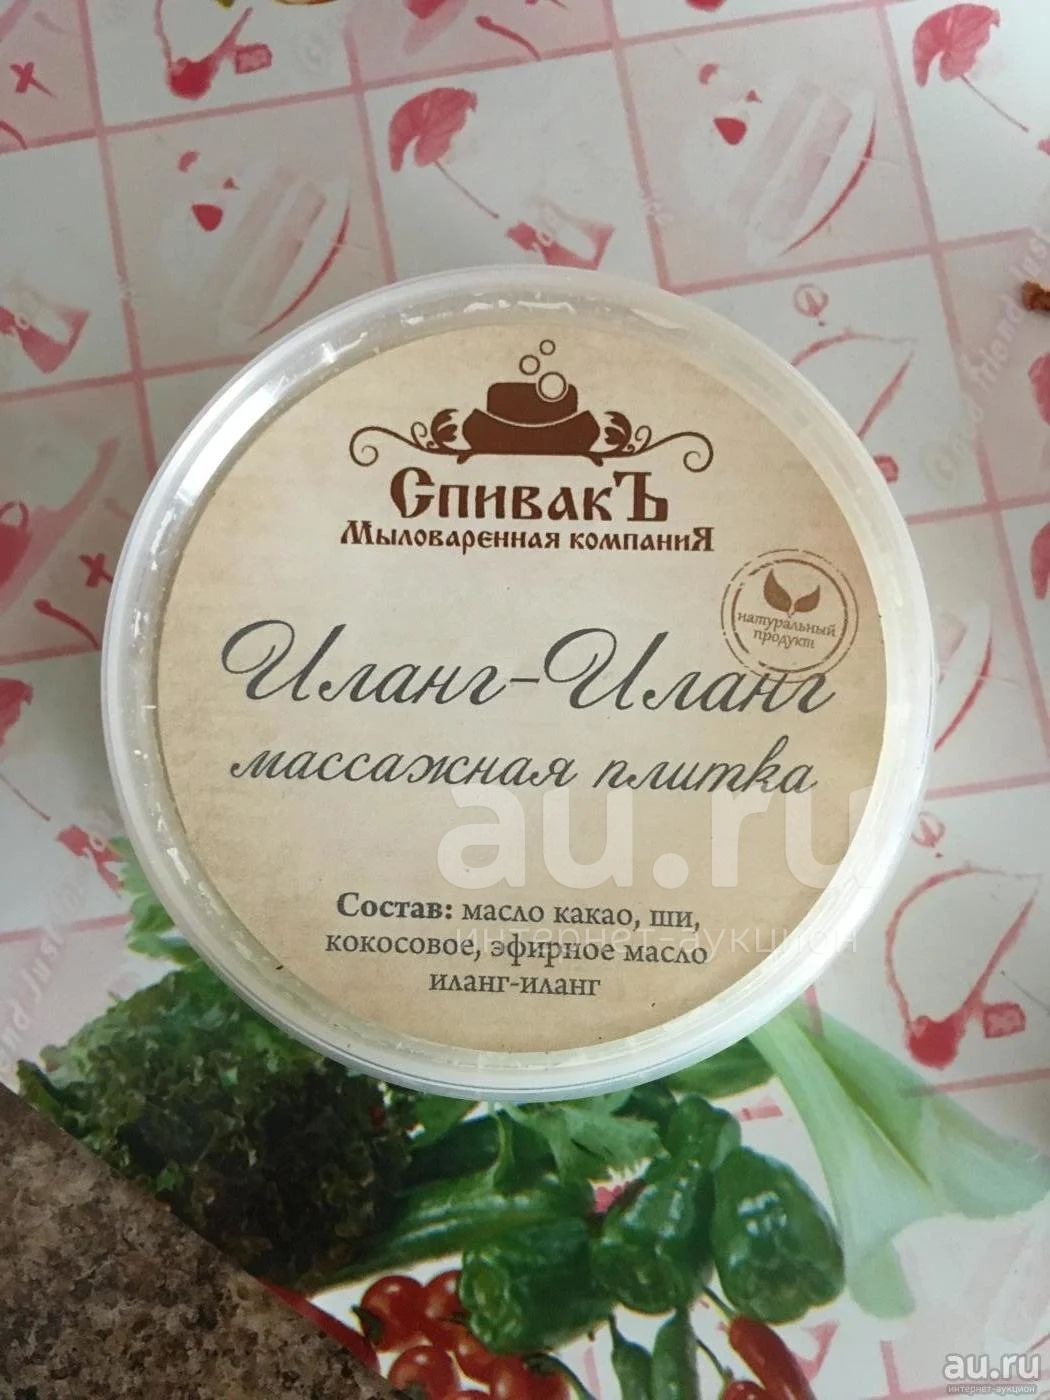 СпивакЪ
Мыловаренная компаниЯ
натуральный
продукт
Иланг-Иланг
массажная плитка
au.ru
интернет-аукцион
Состав: масло какао, ши,
кокосовое, эфирное масло
иланг-иланг
au.ru
интернет-аукцион